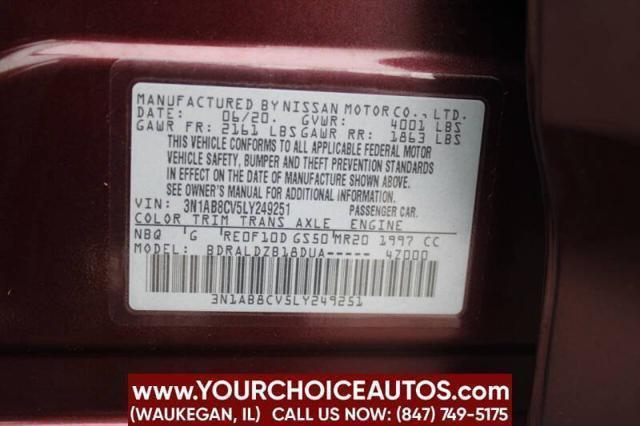 MANUFACTURED BY NISSAN MOTOR CO., LTD.
DATE: 06/20. GVWR: 4001 LBS
GAWR FR: 2161 LBS GAWR RR: 1863 LBS
THIS VEHICLE CONFORMS TO ALL APPLICABLE FEDERAL MOTOR
VEHICLE SAFETY, BUMPER AND THEFT PREVENTION STANDARDS
IN EFFECT ON THE DATE OF MANUFACTURE SHOWN ABOVE.
SEE OWNER'S MANUAL FOR ADDITIONAL INFORMATION.
VIN: 3N1AB8CV5LY249251 PASSENGER CAR.
COLOR TRIM TRANS AXLE ENGINE
NBQ G RE0F10D GS50 MR20 1997 CC
MODEL: BDRALDZB18DUA----- 4Z000
3N1AB8CV5LY249251
WWW.YOURCHOICEAUTOS.COM
(WAUKEGAN, IL) CALL US NOW: (847) 749-5175